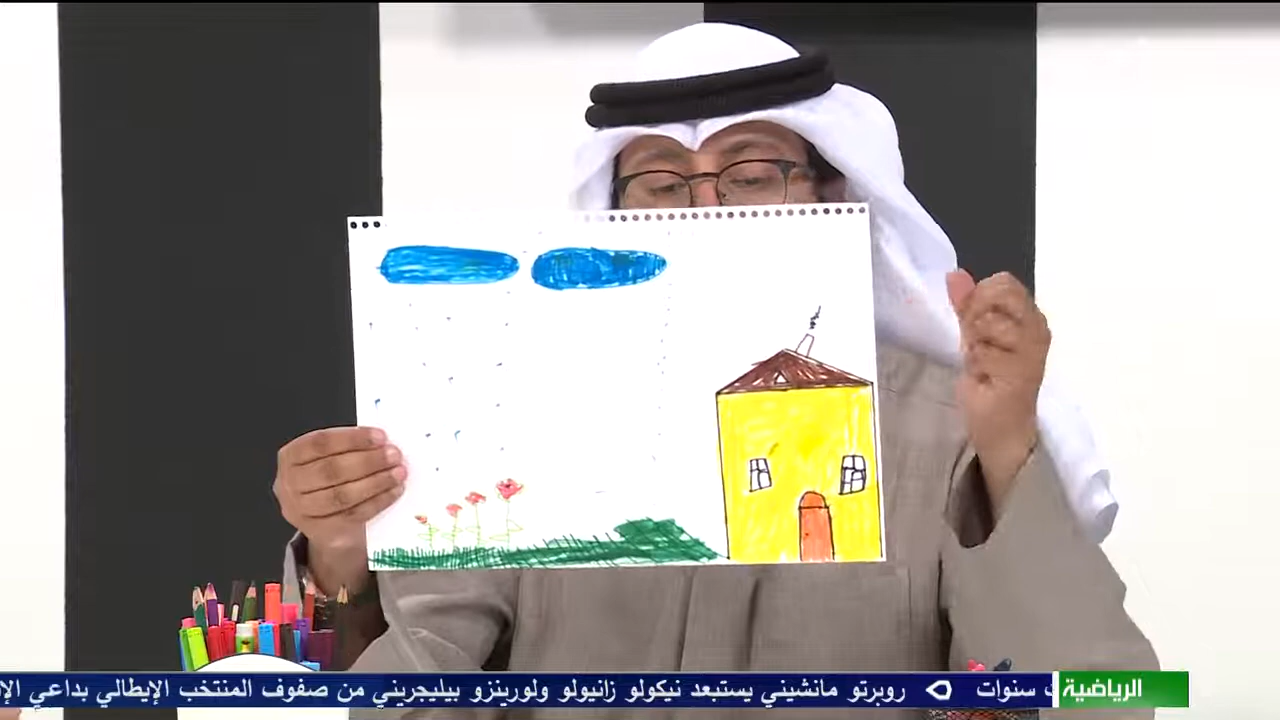 الرياضية
سنوات روبرتو مانشيني يستبعد نيكولو زانيولو ولورينزو بيليجريني من صفوف المنتخب الإيطالي بداعي